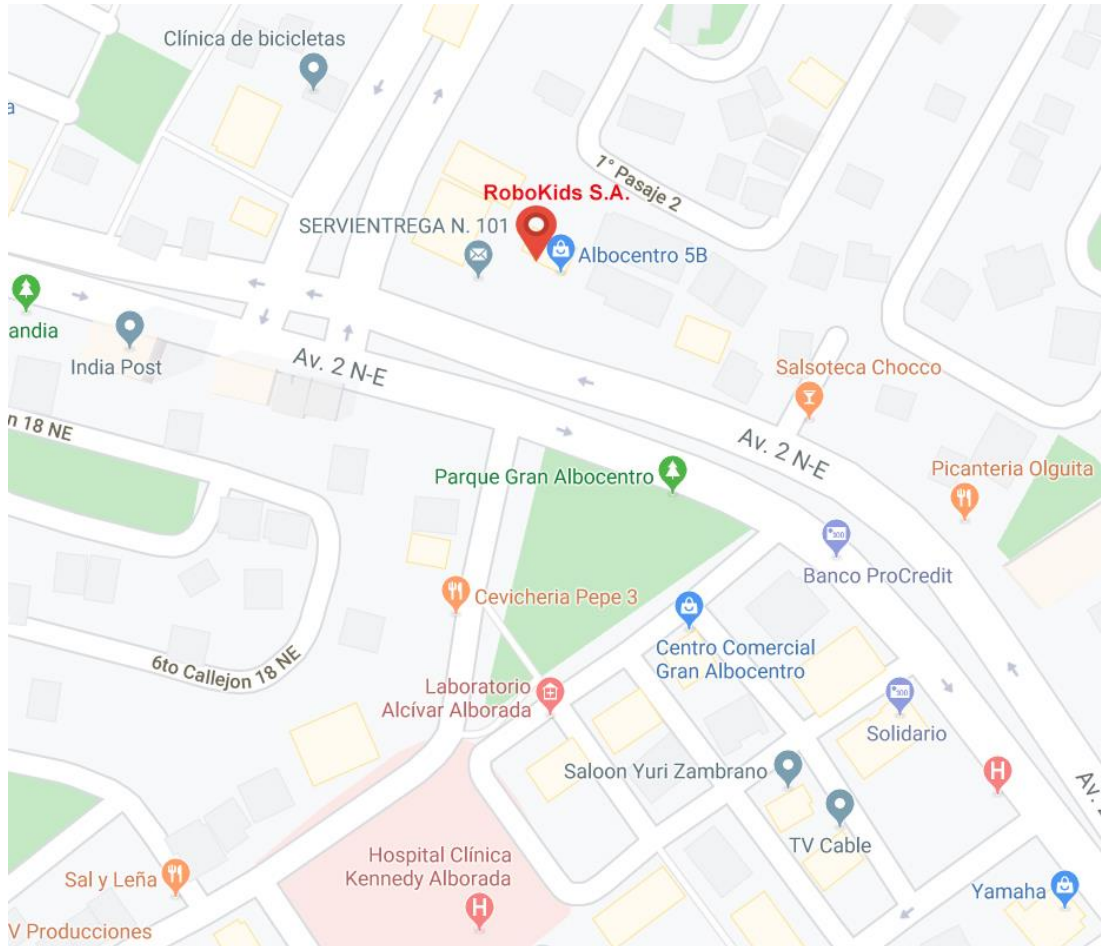 Clínica de bicicletas
a
1° Pasaje 2
RoboKids S.A.
SERVIENTREGA N. 101
Albocentro 5B
andia
India Post
Av. 2 N-E
Salsoteca Chocco
n 18 NE
Av. 2 N-E
Parque Gran Albocentro
Picanteria Olguita
Banco ProCredit
Cevicheria Pepe 3
Centro Comercial
Gran Albocentro
6to Callejon 18 NE
Laboratorio
Alcívar Alborada
Solidario
Saloon Yuri Zambrano
H
Av. 2
TV Cable
Hospital Clínica
Kennedy Alborada
Sal y Leña
Yamaha
H
V Producciones